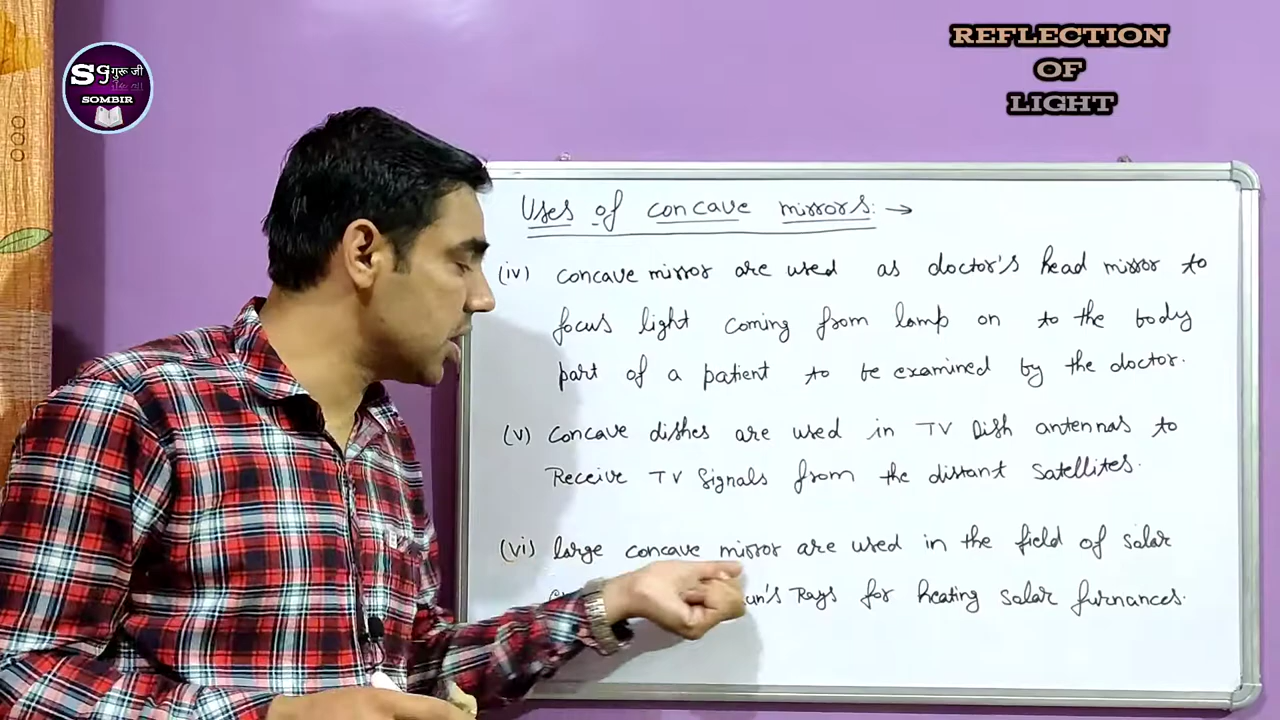 SG गुरू जी
SOMBIR
REFLECTION
OF
LIGHT
Uses of concave mirrors: →
(iv) concave mirror are used as doctor's head mirror to
focus light coming from lamp on to the body
part of a patient to be examined by the doctor.
(v) Concave dishes are used in TV Dish antennas to
Receive TV Signals from the distant Satellites.
(vi) large concave mirror are used in the field of solar
Rays for heating solar furnances.